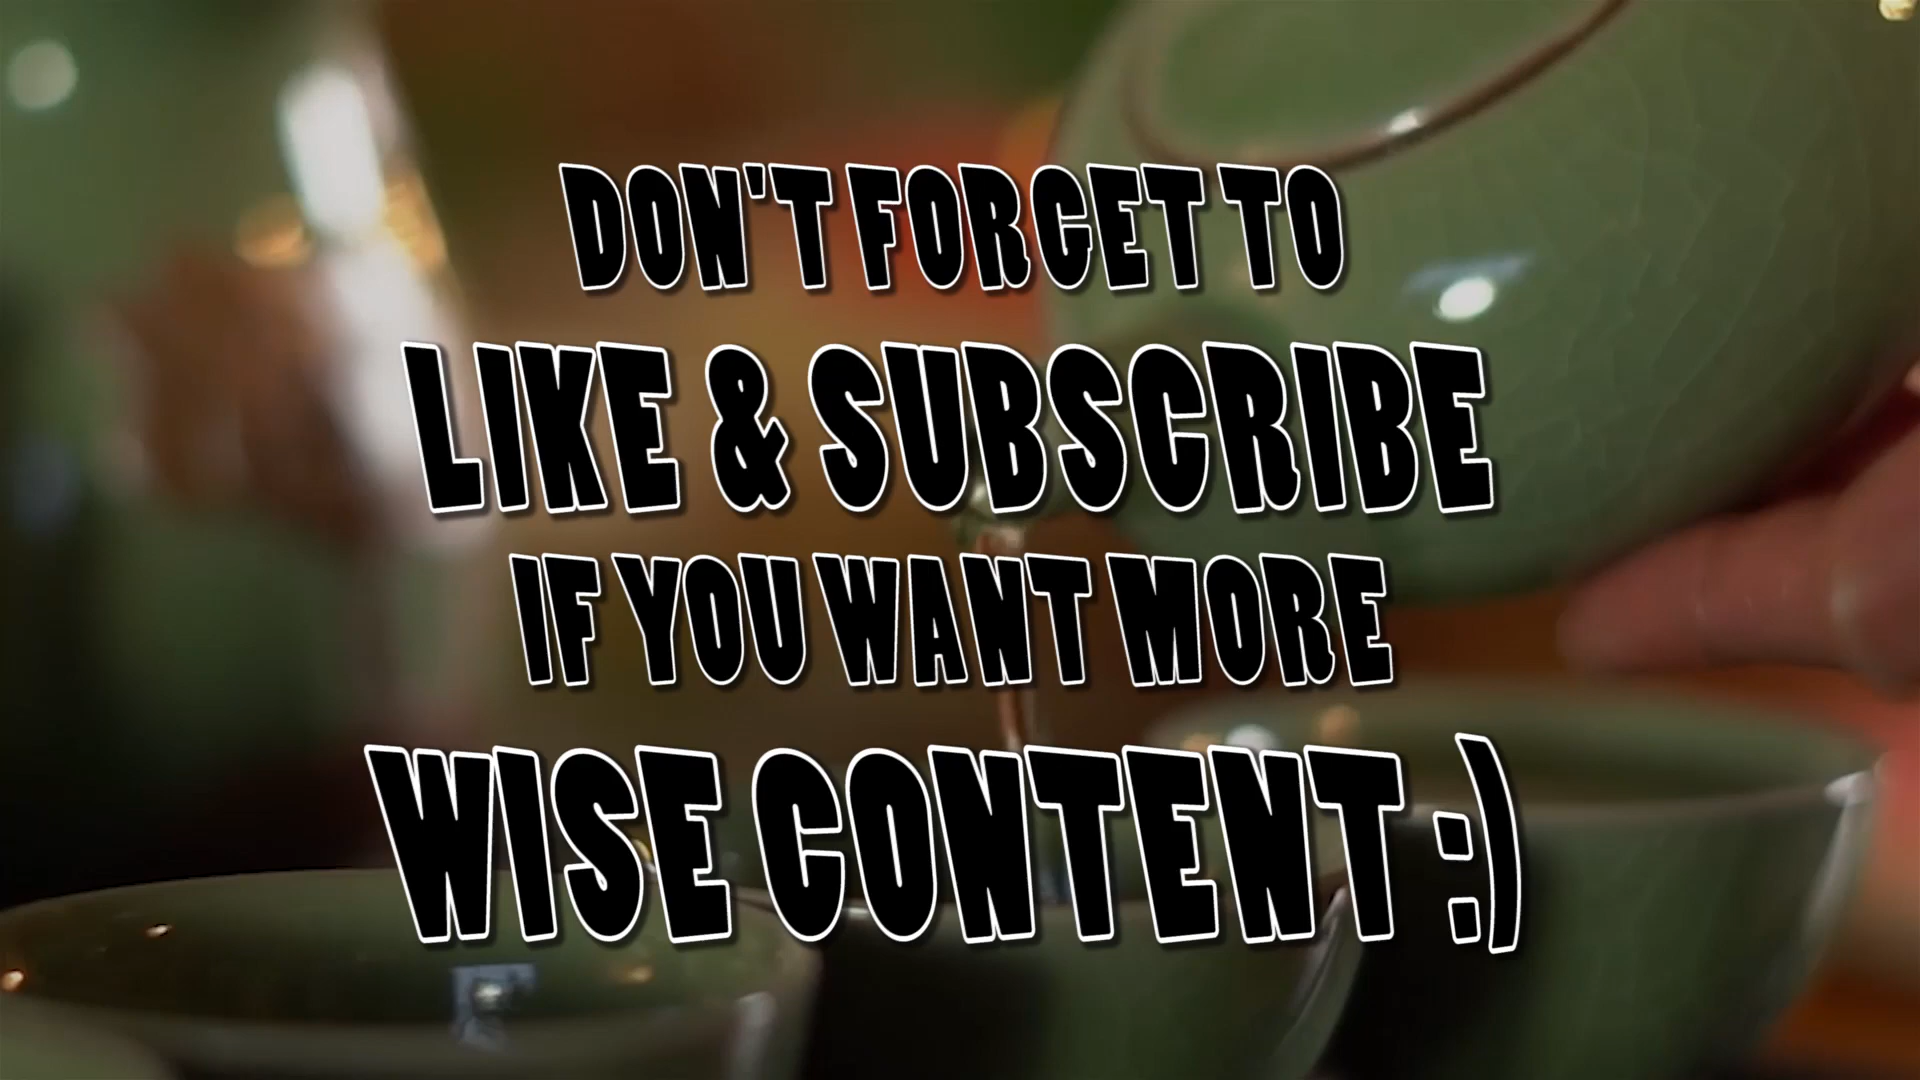 DON'T FORGET TO
LIKE & SUBSCRIBE
IF YOU WANT MORE
WISE CONTENT :)